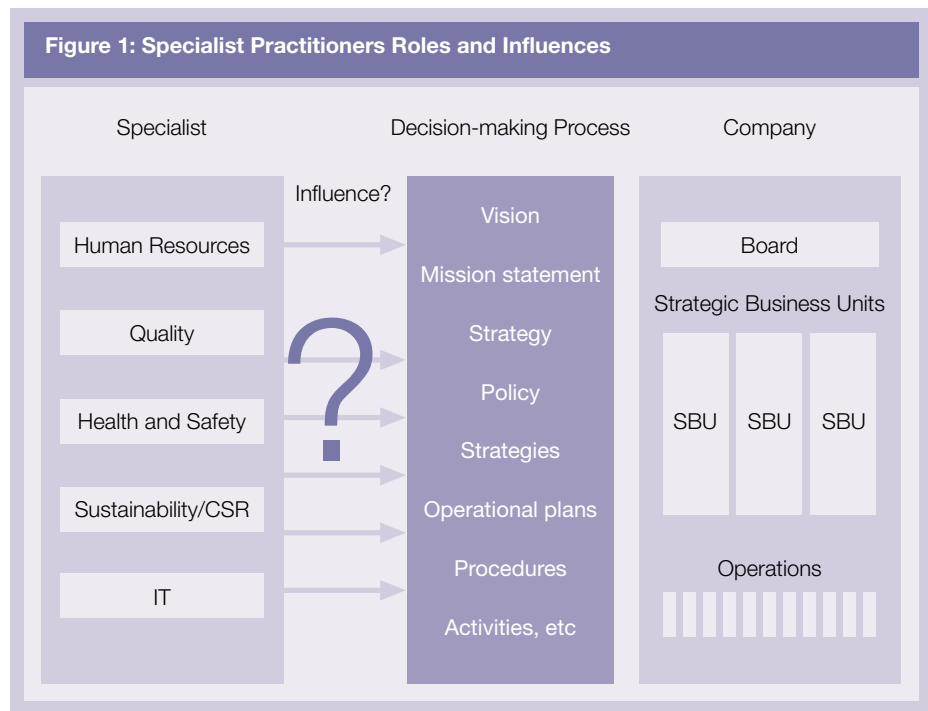 Figure 1: Specialist Practitioners Roles and Influences
Specialist
Decision-making Process
Company
Influence?
Human Resources
Quality
Health and Safety
Sustainability/CSR
IT
?
Vision
Mission statement
Strategy
Policy
Strategies
Operational plans
Procedures
Activities, etc
Board
Strategic Business Units
SBU SBU SBU
Operations